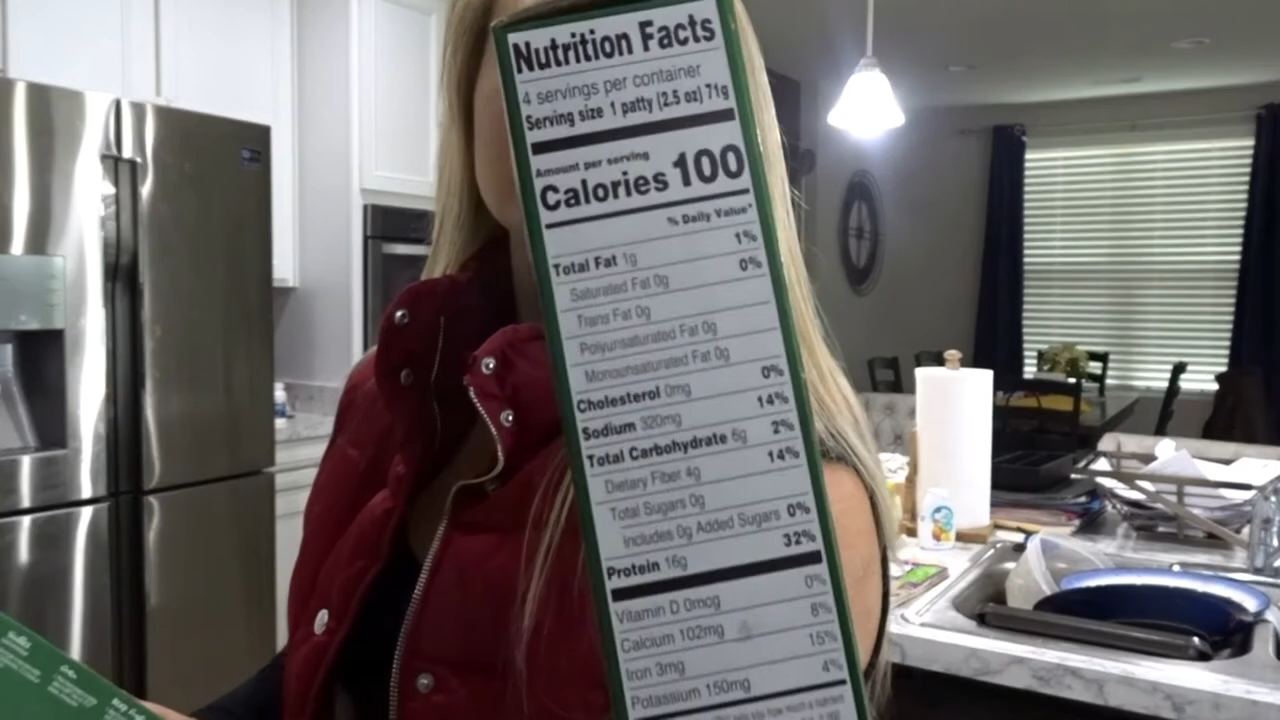 Nutrition Facts
4 servings per container
Serving size 1 patty (2.5 oz) 71g
Amount per serving
Calories 100
% Daily Value*
Total Fat 1g 1%
Saturated Fat 0g 0%
Trans Fat 0g
Polyunsaturated Fat 0g
Monounsaturated Fat 0g
Cholesterol 0mg 0%
Sodium 320mg 14%
Total Carbohydrate 6g 2%
Dietary Fiber 4g 14%
Total Sugars 0g
Includes 0g Added Sugars 0%
Protein 16g 32%
Vitamin D 0mcg 0%
Calcium 102mg 8%
Iron 3mg 15%
Potassium 150mg 4%